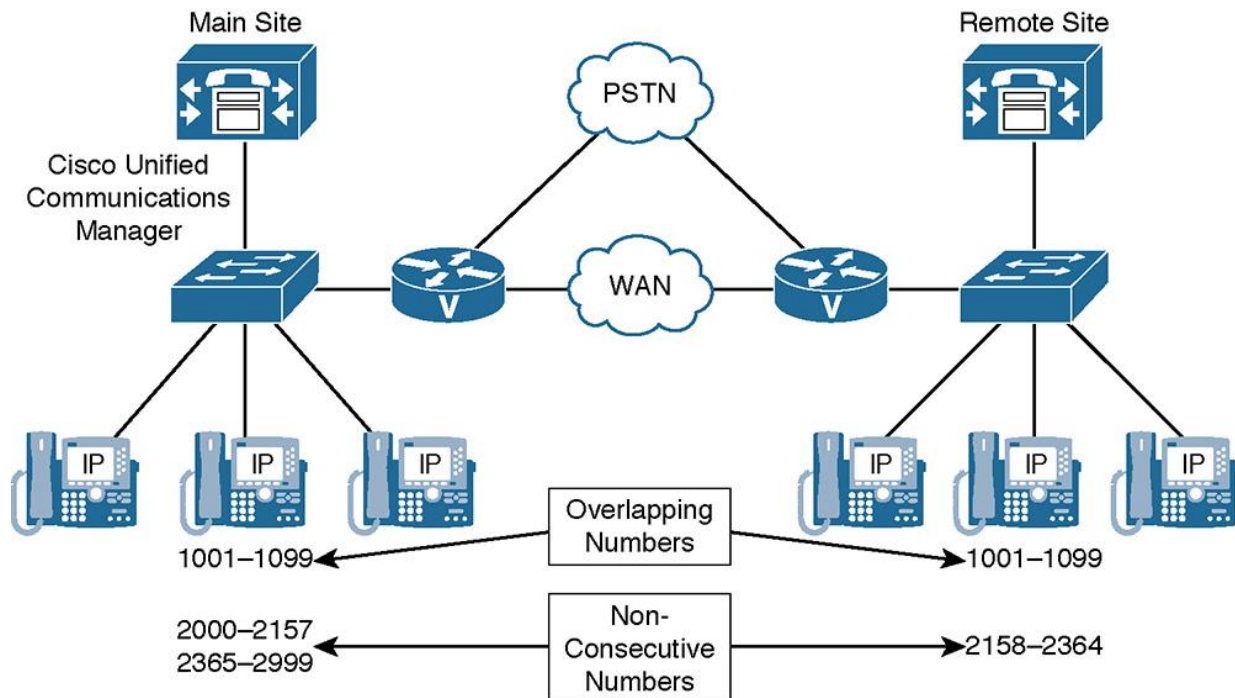 Main Site
Remote Site
PSTN
Cisco Unified
Communications
Manager
WAN
V
V
IP
IP
IP
IP
IP
IP
Overlapping
Numbers
1001–1099
1001–1099
Non-
Consecutive
Numbers
2000–2157
2365–2999
2158–2364